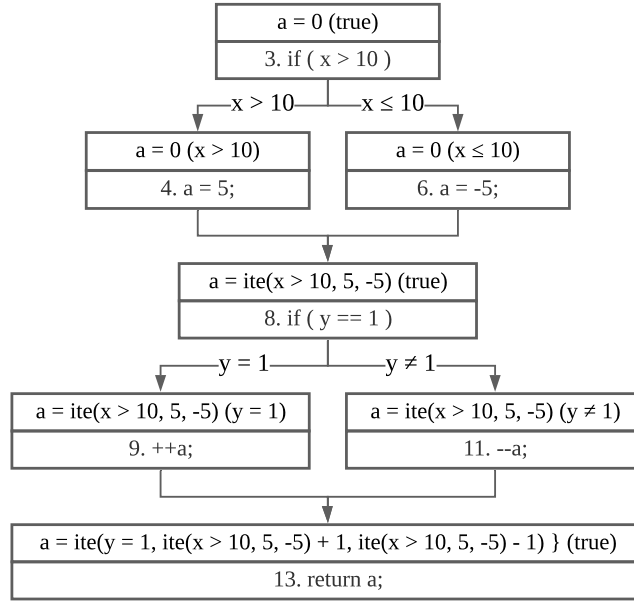 a = 0 (true)
3. if ( x > 10 )
x > 10
x ≤ 10
a = 0 (x > 10)
a = 0 (x ≤ 10)
4. a = 5;
6. a = -5;
a = ite(x > 10, 5, -5) (true)
8. if ( y == 1 )
y = 1
y ≠ 1
a = ite(x > 10, 5, -5) (y = 1)
a = ite(x > 10, 5, -5) (y ≠ 1)
9. ++a;
11. --a;
a = ite(y = 1, ite(x > 10, 5, -5) + 1, ite(x > 10, 5, -5) - 1) } (true)
13. return a;